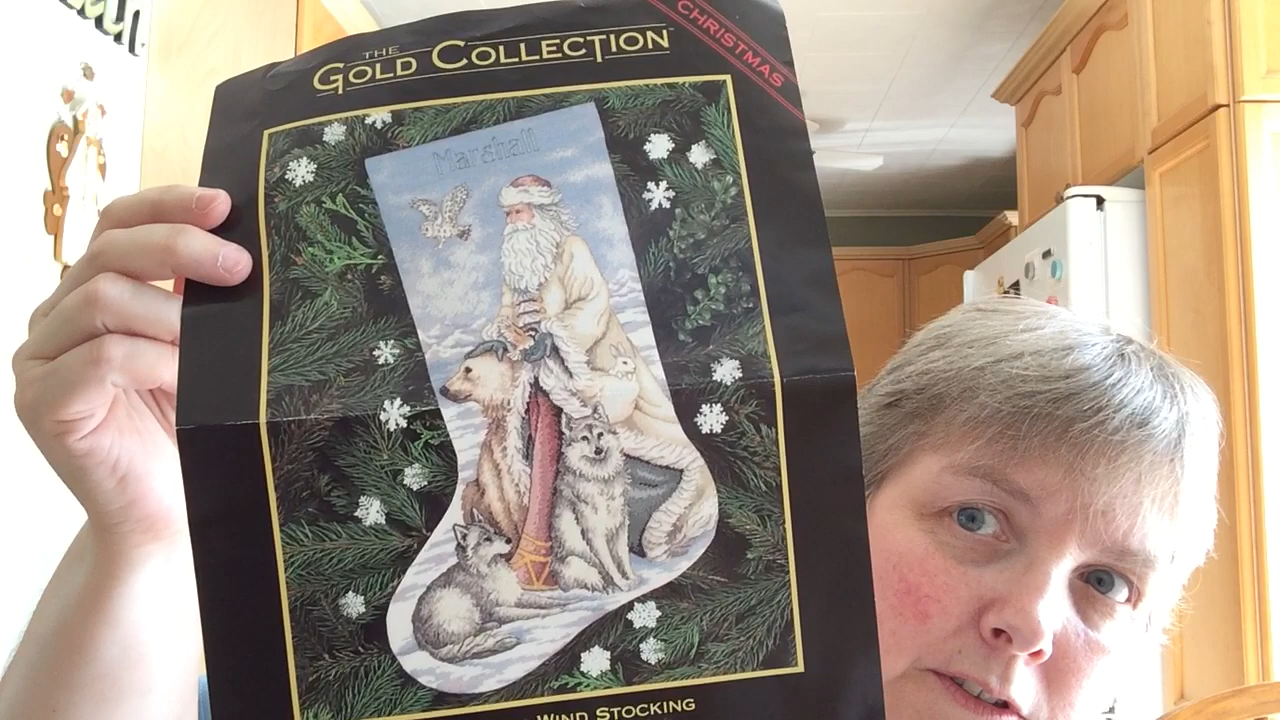 THE
GOLD COLLECTION
CHRISTMAS
Marshall
WIND STOCKING